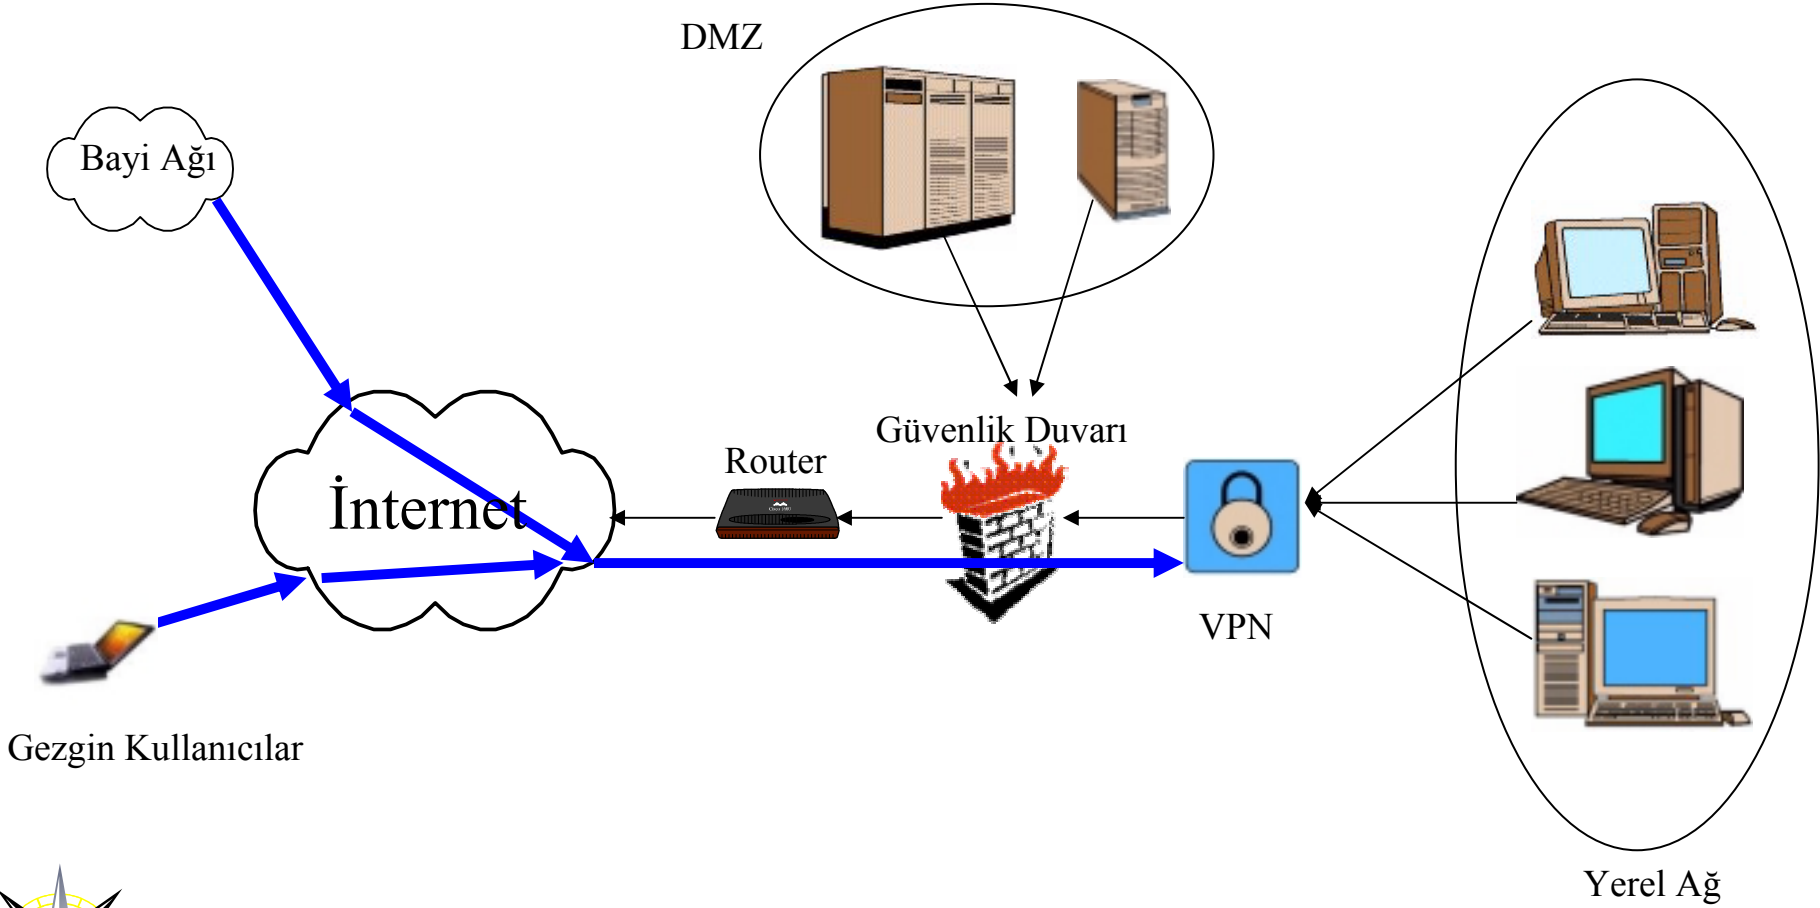 DMZ
Bayi Ağı
Güvenlik Duvarı
Router
İnternet
VPN
Gezgin Kullanıcılar
Yerel Ağ